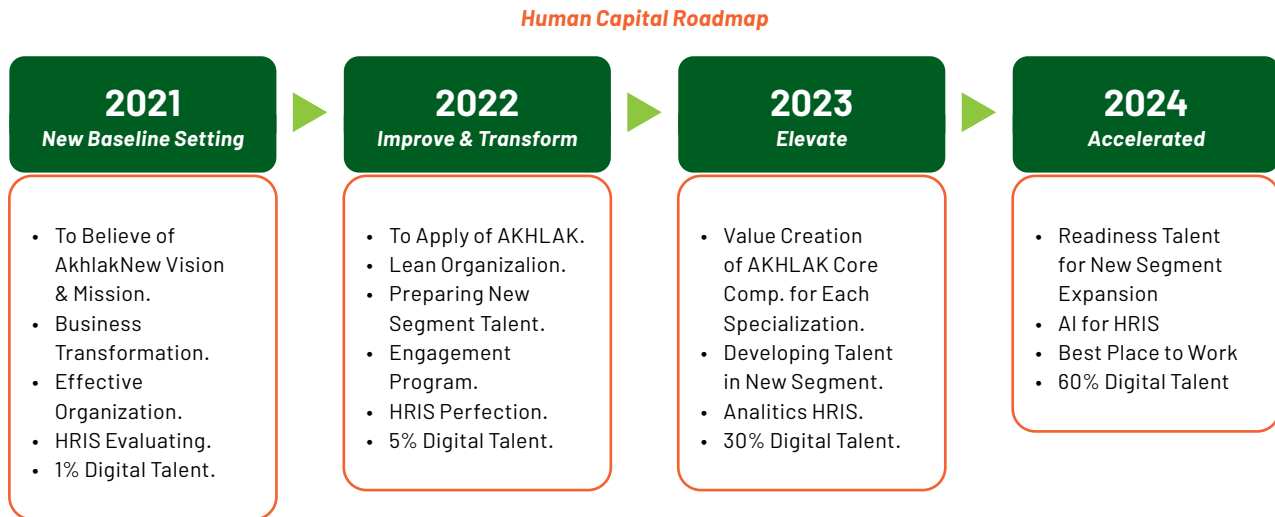 Human Capital Roadmap
2021
New Baseline Setting
• To Believe of
AkhlakNew Vision
& Mission.
• Business
Transformation.
• Effective
Organization.
• HRIS Evaluating.
• 1% Digital Talent.
2022
Improve & Transform
• To Apply of AKHLAK.
• Lean Organizalion.
• Preparing New
Segment Talent.
• Engagement
Program.
• HRIS Perfection.
• 5% Digital Talent.
2023
Elevate
• Value Creation
of AKHLAK Core
Comp. for Each
Specialization.
• Developing Talent
in New Segment.
• Analitics HRIS.
• 30% Digital Talent.
2024
Accelerated
• Readiness Talent
for New Segment
Expansion
• AI for HRIS
• Best Place to Work
• 60% Digital Talent